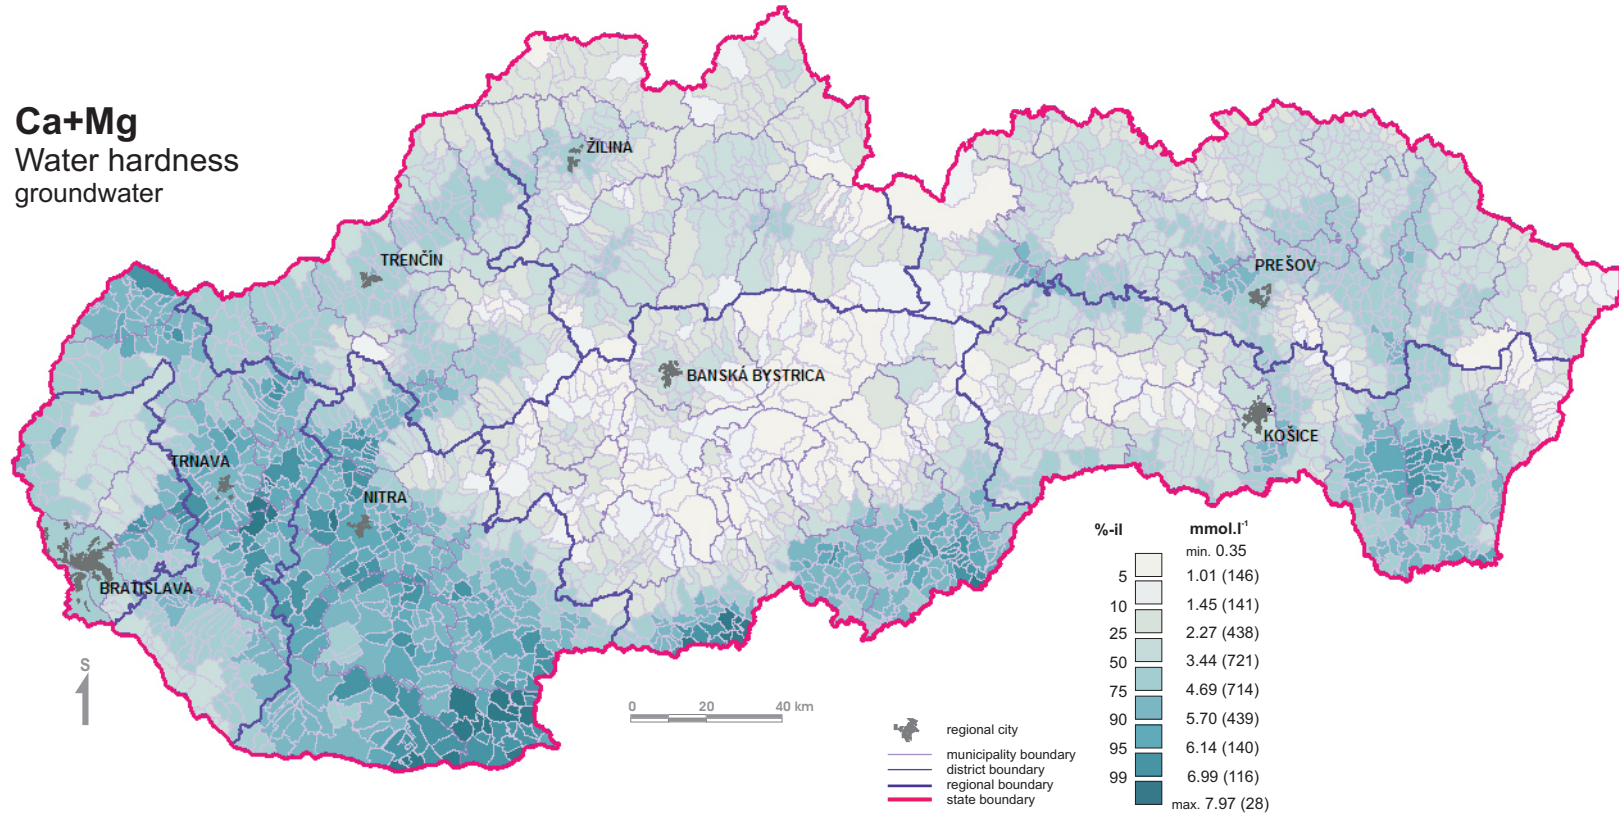 Ca+Mg
Water hardness
groundwater
ŽILINA
TRENČÍN
PREŠOV
BANSKÁ BYSTRICA
KOŠICE
TRNAVA
NITRA
BRATISLAVA
S
0 20 40 km
regional city
municipality boundary
district boundary
regional boundary
state boundary
%-il mmol.l-1
min. 0.35
5 1.01 (146)
10 1.45 (141)
25 2.27 (438)
50 3.44 (721)
75 4.69 (714)
90 5.70 (439)
95 6.14 (140)
99 6.99 (116)
max. 7.97 (28)